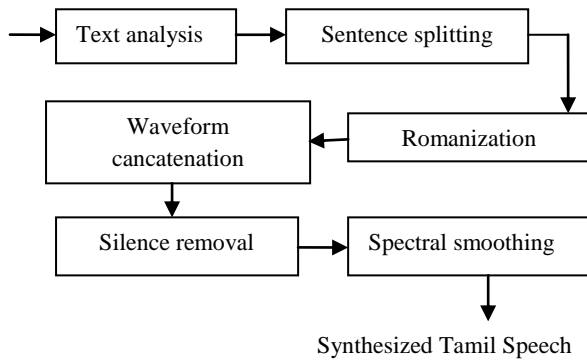 Text analysis
Sentence splitting
Romanization
Waveform
cancatenation
Silence removal
Spectral smoothing
Synthesized Tamil Speech